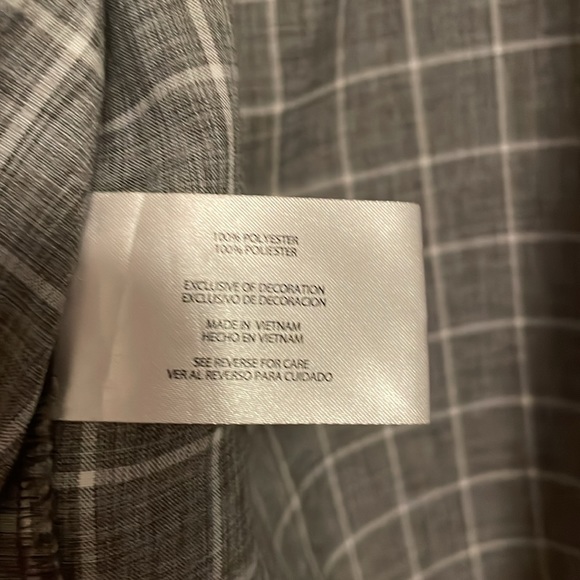 100% POLYESTER
100% POLIESTER
EXCLUSIVE OF DECORATION
EXCLUSIVO DE DECORACION
MADE IN VIETNAM
HECHO EN VIETNAM
SEE REVERSE FOR CARE
VER AL REVERSO PARA CUIDADO